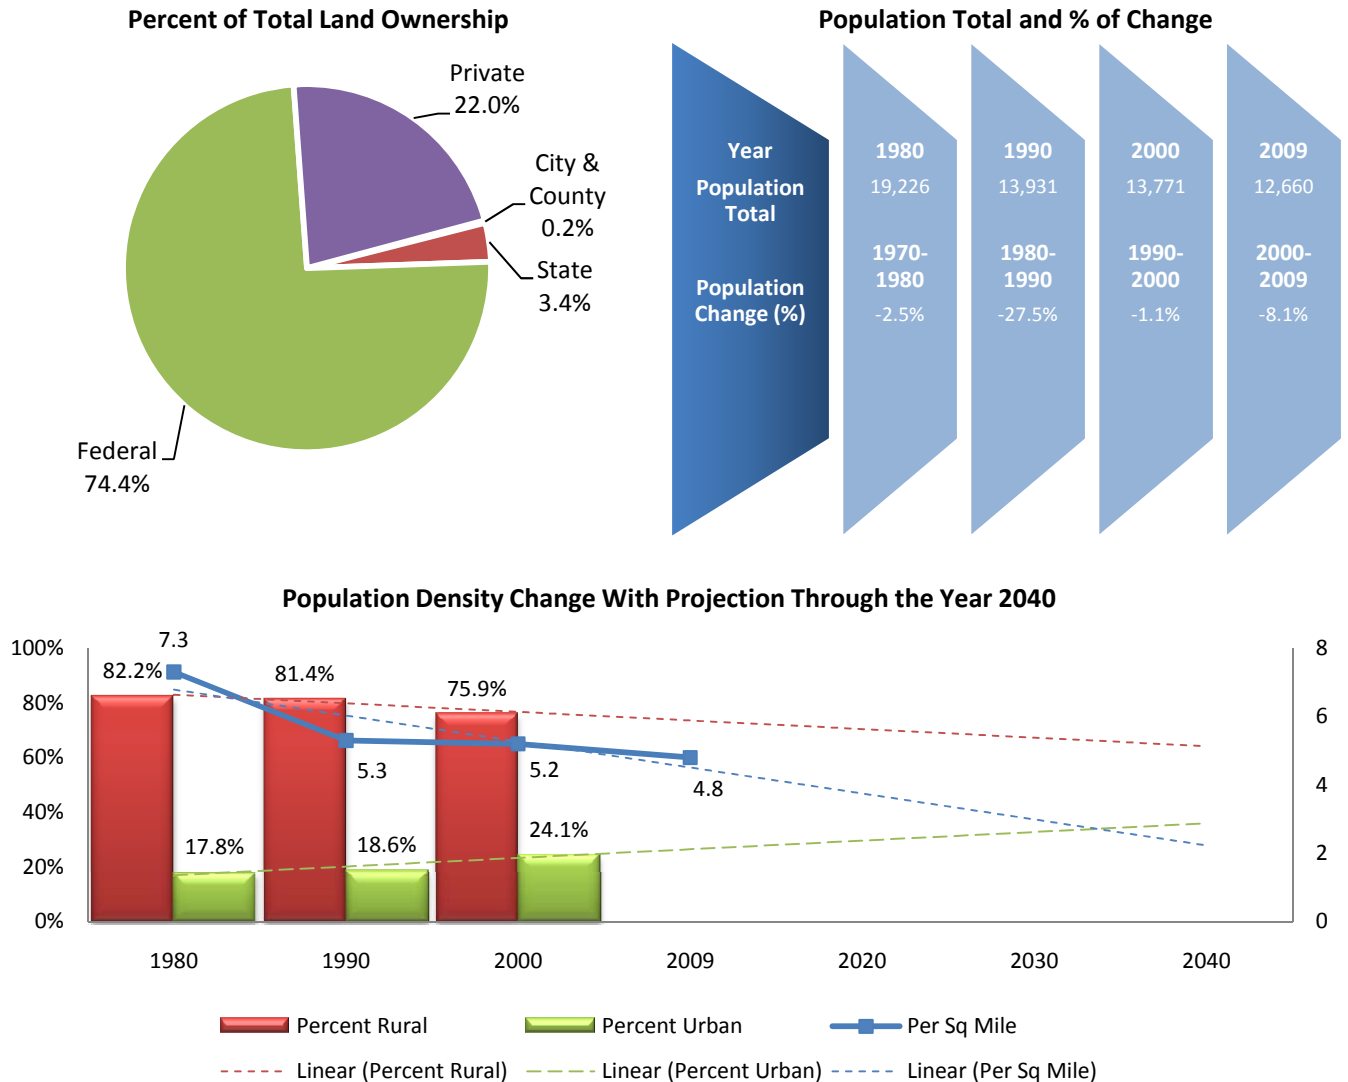 Percent of Total Land Ownership
Private
22.0%
City &
County
0.2%
State
3.4%
Federal
74.4%
Population Total and % of Change
Year 1980 1990 2000 2009
Population
Total
19,226 13,931 13,771 12,660
Population
Change (%)
1970-
1980
1980-
1990
1990-
2000
2000-
2009
-2.5% -27.5% -1.1% -8.1%
Population Density Change With Projection Through the Year 2040
100%
80%
60%
40%
20%
0%
8
6
4
2
0
7.3
82.2%
81.4%
75.9%
5.3
5.2
4.8
17.8%
18.6%
24.1%
1980 1990 2000 2009 2020 2030 2040
Percent Rural Percent Urban Per Sq Mile
Linear (Percent Rural) Linear (Percent Urban) Linear (Per Sq Mile)